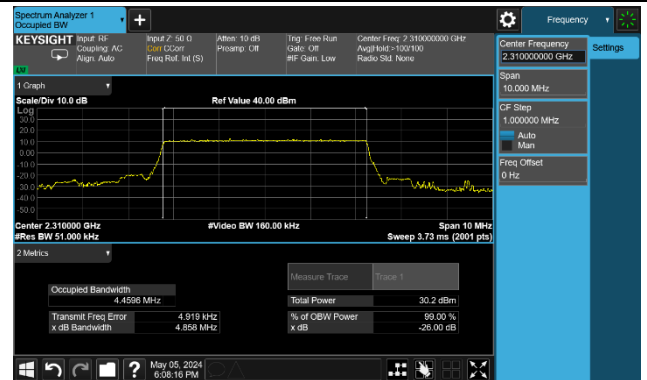 Spectrum Analyzer 1
Occupied BW
Frequency
KEYSIGHT
Input: RF
Coupling: AC
Align: Auto
Input Z: 50 Ω
Corr CCorr
Freq Ref: Int (S)
Atten: 10 dB
Preamp: Off
Trig: Free Run
Gate: Off
#IF Gain: Low
Center Freq: 2.310000000 GHz
Avg|Hold:>100/100
Radio Std: None
Center Frequency
2.310000000 GHz
Settings
Span
10.000 MHz
CF Step
1.000000 MHz
Auto
Man
Freq Offset
0 Hz
1 Graph
Scale/Div 10.0 dB
Ref Value 40.00 dBm
Log
30.0
20.0
10.0
0.00
-10.0
-20.0
-30.0
-40.0
-50.0
Center 2.310000 GHz
#Video BW 160.00 kHz
Span 10 MHz
#Res BW 51.000 kHz
Sweep 3.73 ms (2001 pts)
2 Metrics
Measure Trace
Trace 1
Occupied Bandwidth
4.4596 MHz
Total Power
30.2 dBm
Transmit Freq Error
4.919 kHz
% of OBW Power
99.00 %
x dB Bandwidth
4.858 MHz
x dB
-26.00 dB
?
May 05, 2024
6:08:16 PM